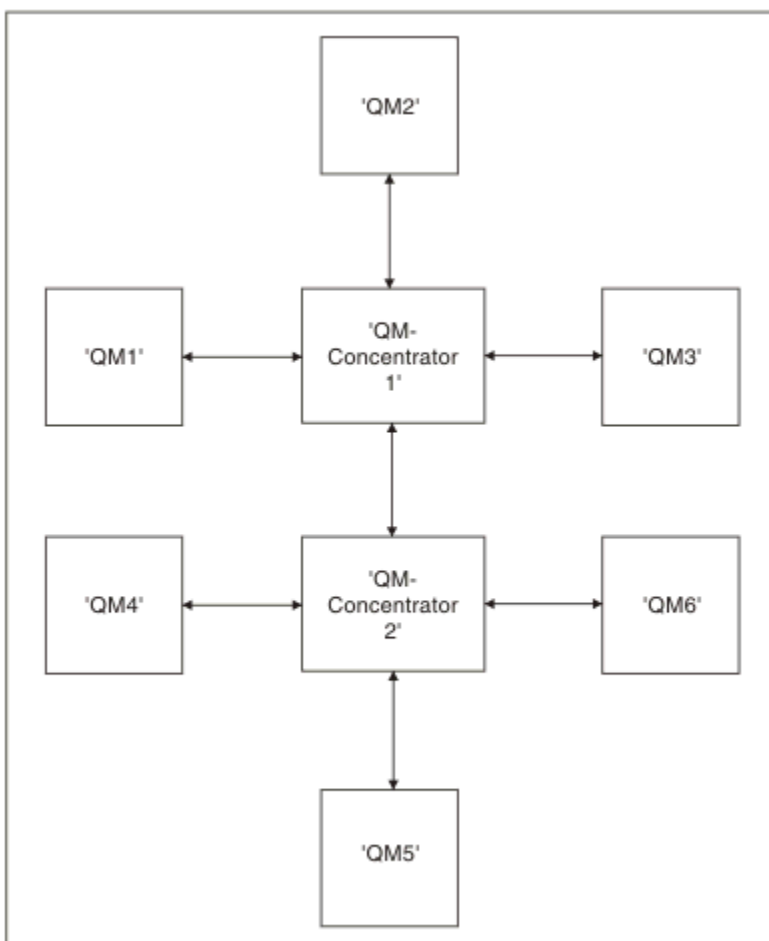 'QM2'
'QM1'
'QM-
Concentrator
1'
'QM3'
'QM4'
'QM-
Concentrator
2'
'QM6'
'QM5'